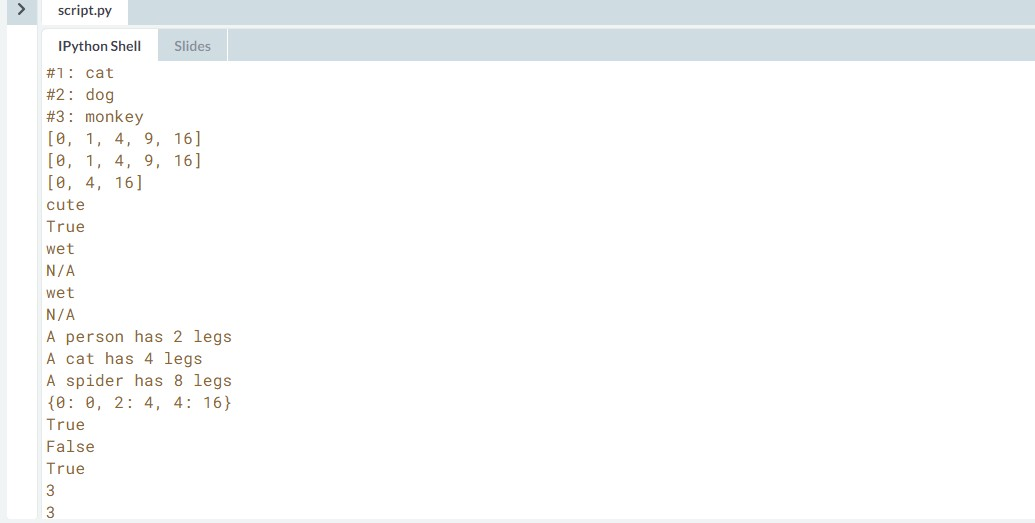 script.py
IPython Shell
Slides
#1: cat
#2: dog
#3: monkey
[0, 1, 4, 9, 16]
[0, 1, 4, 9, 16]
[0, 4, 16]
cute
True
wet
N/A
wet
N/A
A person has 2 legs
A cat has 4 legs
A spider has 8 legs
{0: 0, 2: 4, 4: 16}
True
False
True
3
3